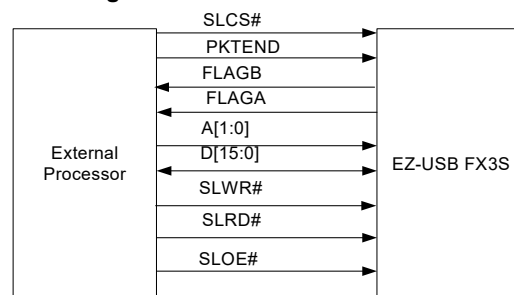 SLCS#
PKTEND
FLAGB
FLAGA
A[1:0]
D[15:0]
External
Processor
EZ-USB FX3S
SLWR#
SLRD#
SLOE#